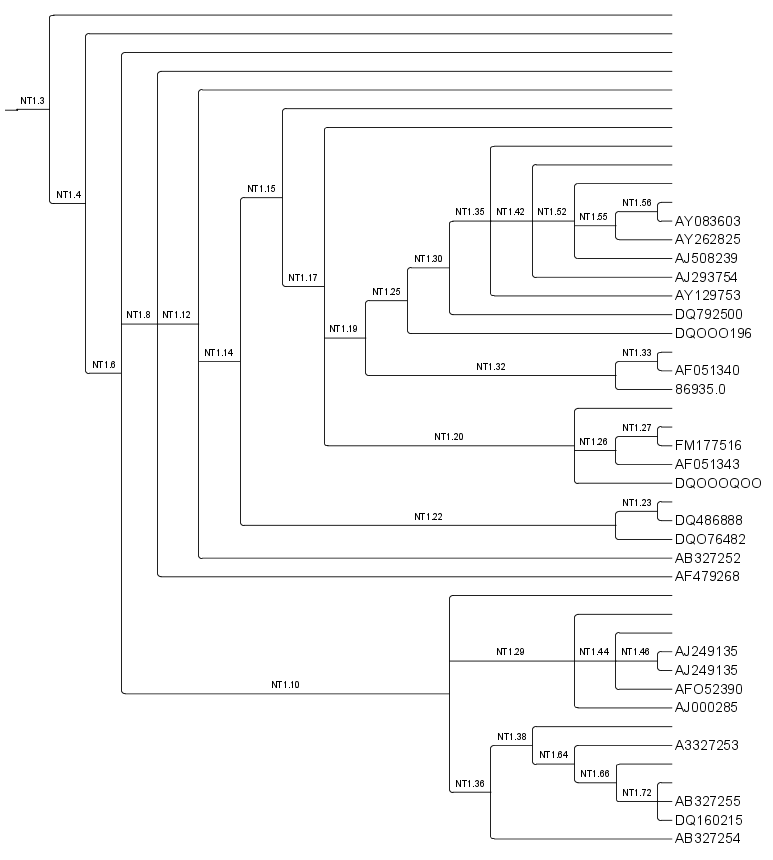 NT1.3
NT1.15
NT1.4
NT1.56
NT1.35 NT1.42 NT1.52
NT1.55
AY083603
AY262825
NT1.30
AJ508239
NT1.17
AJ293754
NT1.25
AY129753
NT1.8 NT1.12
DQ792500
NT1.19
DQOOO196
NT1.14
NT1.33
NT1.6
NT1.32
AF051340
86935.0
NT1.27
NT1.20
NT1.26
FM177516
AF051343
DQOOOQOO
NT1.23
NT1.22
DQ486888
DQO76482
AB327252
AF479268
NT1.29 NT1.44 NT1.46
AJ249135
AJ249135
NT1.10
AFO52390
AJ000285
NT1.38
A3327253
NT1.64
NT1.66
NT1.36
NT1.72
AB327255
DQ160215
AB327254